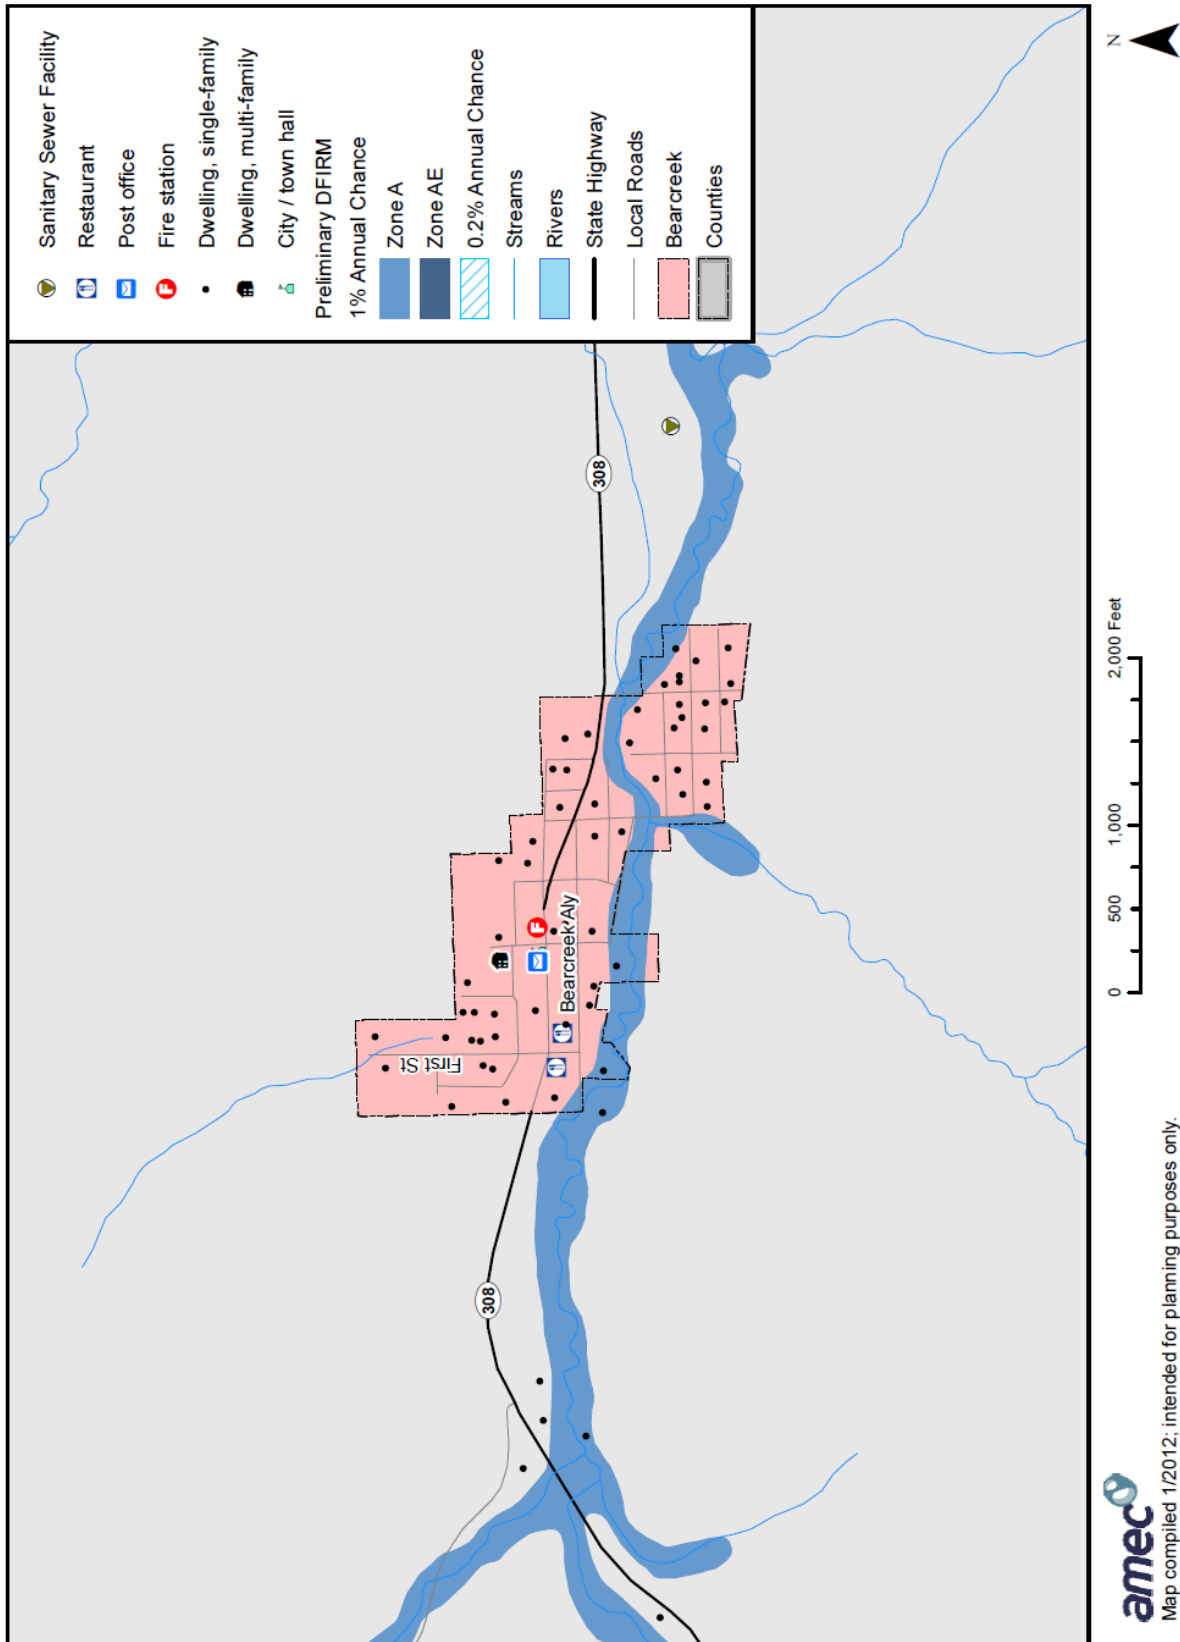 Sanitary Sewer Facility
Restaurant
Post office
F Fire station
Dwelling, single-family
Dwelling, multi-family
City / town hall
Preliminary DFIRM
1% Annual Chance
Zone A
Zone AE
0.2% Annual Chance
Streams
Rivers
State Highway
Local Roads
Bearcreek
Counties
First St
F
Bearcreek Aly
308
308
N
0 500 1,000 2,000 Feet
amec
Map compiled 1/2012; intended for planning purposes only.